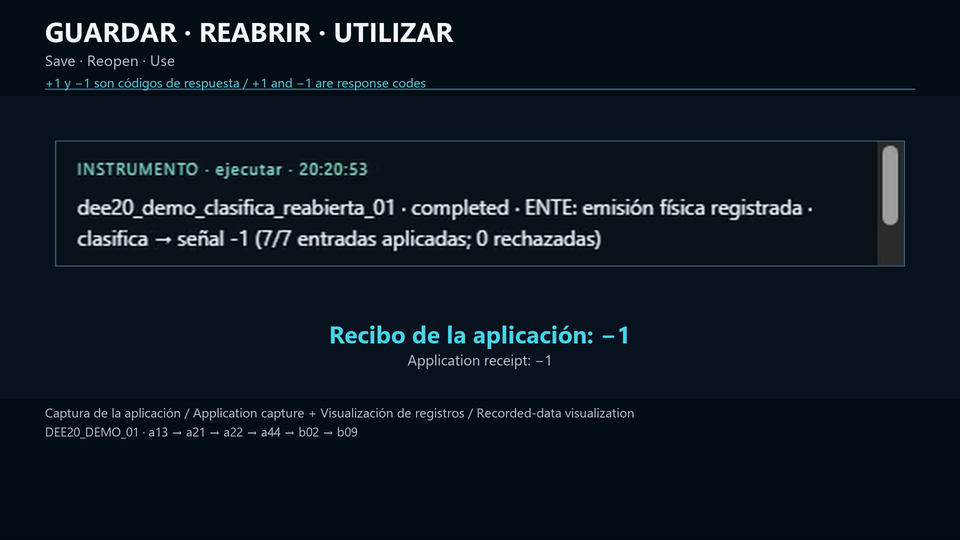 GUARDAR · REABRIR · UTILIZAR
Save · Reopen · Use
+1 y −1 son códigos de respuesta / +1 and −1 are response codes
INSTRUMENTO · ejecutar · 20:20:53
dee20_demo_clasifica_reabierta_01 · completed · ENTE: emisión física registrada ·
clasifica → señal -1 (7/7 entradas aplicadas; 0 rechazadas)
Recibo de la aplicación: −1
Application receipt: −1
Captura de la aplicación / Application capture + Visualización de registros / Recorded-data visualization
DEE20_DEMO_01 · a13 → a21 → a22 → a44 → b02 → b09